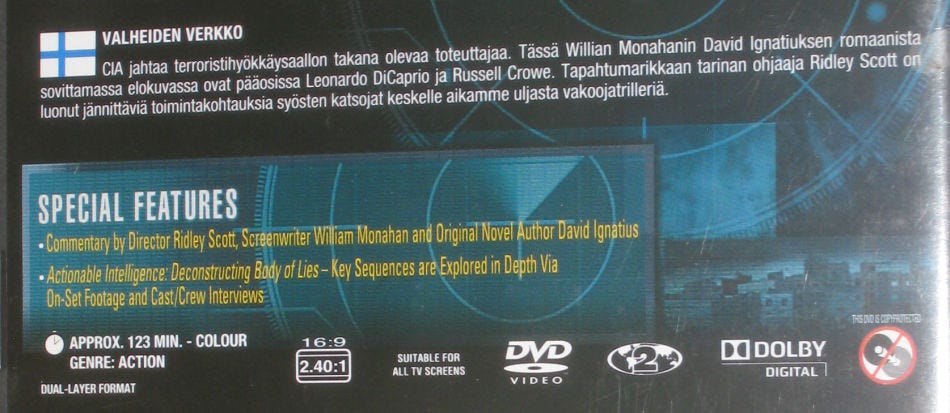 VALHEIDEN VERKKO
CIA jahtaa terroristihyökkäysaallon takana olevaa toteuttajaa. Tässä Willian Monahanin David Ignatiuksen romaanista
sovittamassa elokuvassa ovat pääosissa Leonardo DiCaprio ja Russell Crowe. Tapahtumarikkaan tarinan ohjaaja Ridley Scott on
luonut jännittäviä toimintakohtauksia syösten katsojat keskelle aikamme uljasta vakoojatrilleriä.
SPECIAL FEATURES
• Commentary by Director Ridley Scott, Screenwriter William Monahan and Original Novel Author David Ignatius
• Actionable Intelligence: Deconstructing Body of Lies – Key Sequences are Explored in Depth Via
On-Set Footage and Cast/Crew Interviews
THIS DVD IS COPYPROTECTED
APPROX. 123 MIN. - COLOUR
GENRE: ACTION
16:9
2.40:1
SUITABLE FOR
ALL TV SCREENS
DVD
VIDEO
2
DOLBY
DIGITAL
DUAL-LAYER FORMAT